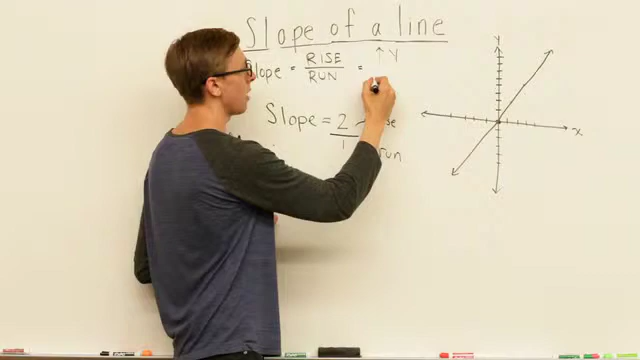 Slope of a line
Slope = RISE / RUN = ↑ Y
Slope = 2 / 1
run
Y
X